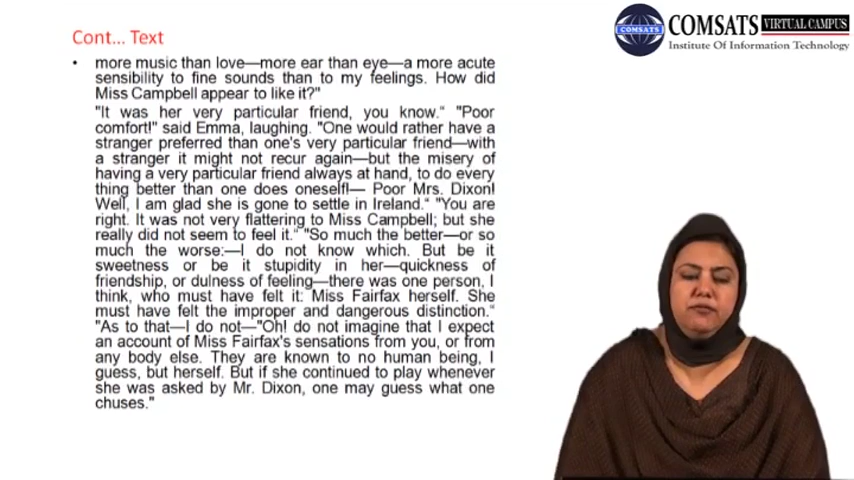 Cont... Text
COMSATS VIRTUAL CAMPUS
Institute Of Information Technology
• more music than love—more ear than eye—a more acute
sensibility to fine sounds than to my feelings. How did
Miss Campbell appear to like it?"
"It was her very particular friend, you know." "Poor
comfort!" said Emma, laughing. "One would rather have a
stranger preferred than one's very particular friend—with
a stranger it might not recur again—but the misery of
having a very particular friend always at hand, to do every
thing better than one does oneself!— Poor Mrs. Dixon!
Well, I am glad she is gone to settle in Ireland." "You are
right. It was not very flattering to Miss Campbell; but she
really did not seem to feel it." "So much the better—or so
much the worse:—I do not know which. But be it
sweetness or be it stupidity in her—quickness of
friendship, or dulness of feeling—there was one person, I
think, who must have felt it: Miss Fairfax herself. She
must have felt the improper and dangerous distinction."
"As to that—I do not—"Oh! do not imagine that I expect
an account of Miss Fairfax's sensations from you, or from
any body else. They are known to no human being, I
guess, but herself. But if she continued to play whenever
she was asked by Mr. Dixon, one may guess what one
chuses."